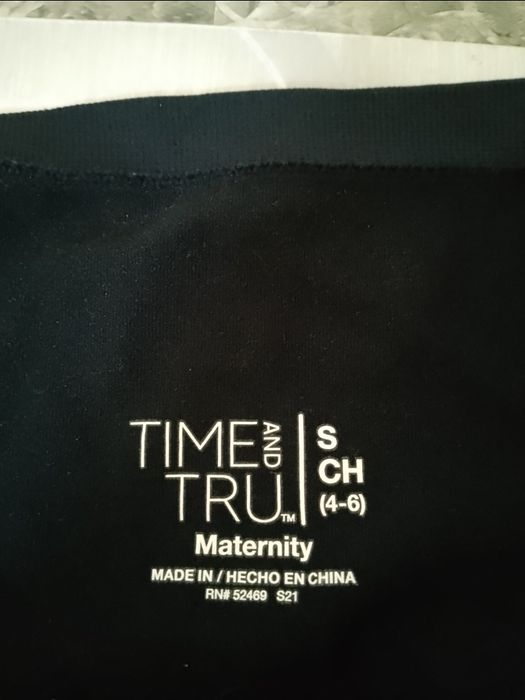 TIME AND
TRU™
S
CH
(4-6)
Maternity
MADE IN / HECHO EN CHINA
RN# 52469 S21